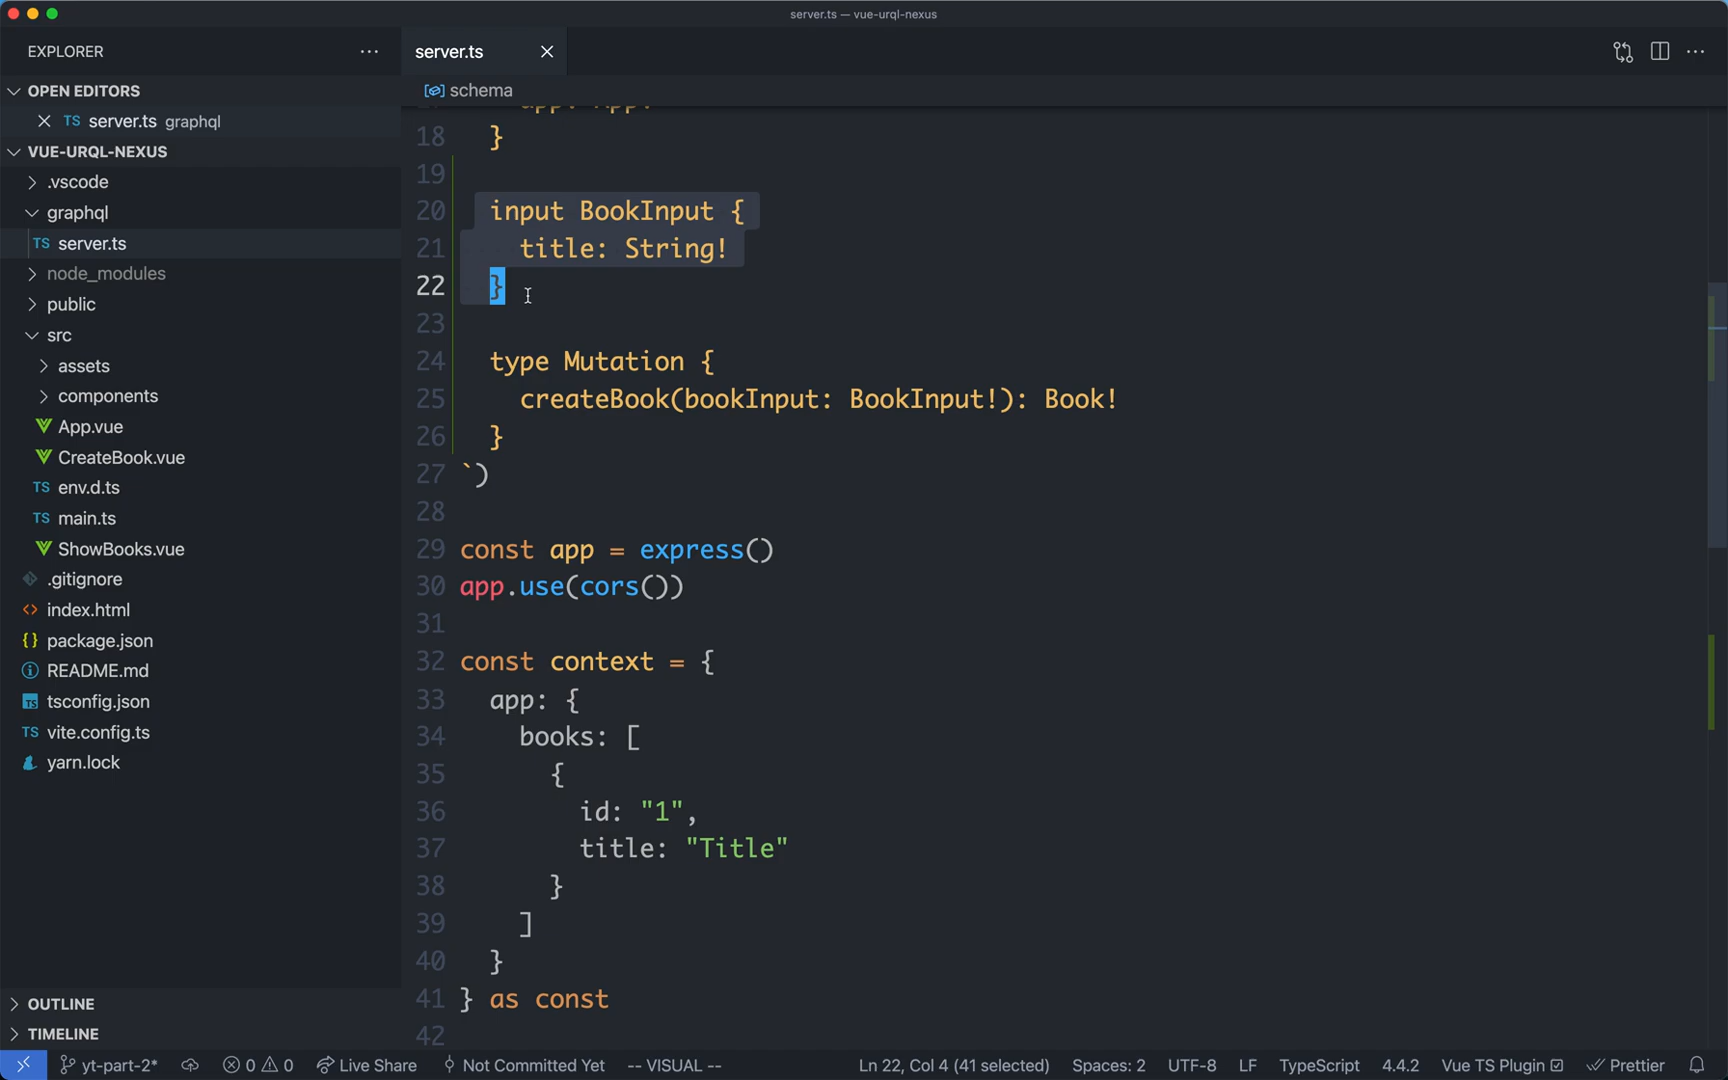 server.ts — vue-urql-nexus
EXPLORER
server.ts
OPEN EDITORS
schema
TS server.ts graphql
VUE-URQL-NEXUS
.vscode
graphql
TS server.ts
node_modules
public
src
assets
components
App.vue
CreateBook.vue
TS env.d.ts
TS main.ts
ShowBooks.vue
.gitignore
<> index.html
{} package.json
README.md
TS tsconfig.json
TS vite.config.ts
yarn.lock
OUTLINE
TIMELINE
18 }
19
20 input BookInput {
21 title: String!
22 }
23
24 type Mutation {
25 createBook(bookInput: BookInput!): Book!
26 }
27 `)
28
29 const app = express()
30 app.use(cors())
31
32 const context = {
33 app: {
34 books: [
35 {
36 id: "1",
37 title: "Title"
38 }
39 ]
40 }
41 } as const
42
yt-part-2* 0 0 Live Share Not Committed Yet -- VISUAL -- Ln 22, Col 4 (41 selected) Spaces: 2 UTF-8 LF TypeScript 4.4.2 Vue TS Plugin Prettier